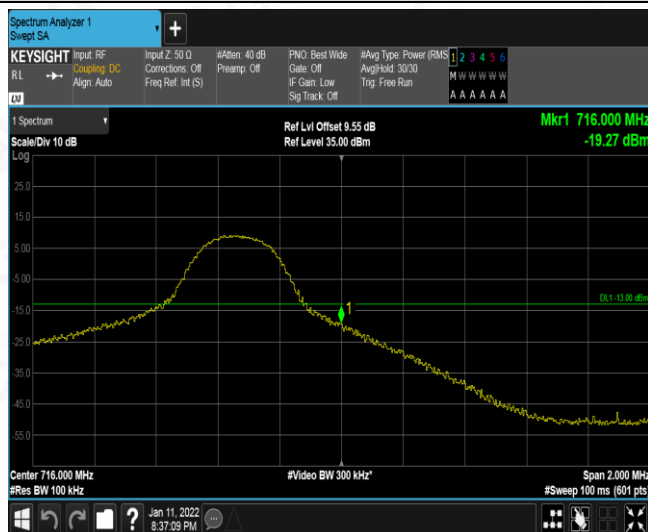 Spectrum Analyzer 1
Swept SA
+
KEYSIGHT Input: RF Input Z: 50 Ω #Atten: 40 dB PNO: Best Wide #Avg Type: Power (RMS 1 2 3 4 5 6
RL Coupling: DC Corrections: Off Preamp: Off Gate: Off Avg|Hold: 30/30 M W W W W W
Align: Auto Freq Ref: Int (S) IF Gain: Low Trig: Free Run
Sig Track: Off A A A A A A
LXI
1 Spectrum Ref Lvl Offset 9.55 dB Mkr1 716.000 MHz
Scale/Div 10 dB Ref Level 35.00 dBm -19.27 dBm
Log
25.0
15.0
5.00
-5.00
DL1 -13.00 dBm
1
-15.0
-25.0
-35.0
-45.0
-55.0
Center 716.000 MHz #Video BW 300 kHz* Span 2.000 MHz
#Res BW 100 kHz #Sweep 100 ms (601 pts)
? Jan 11, 2022
8:37:09 PM